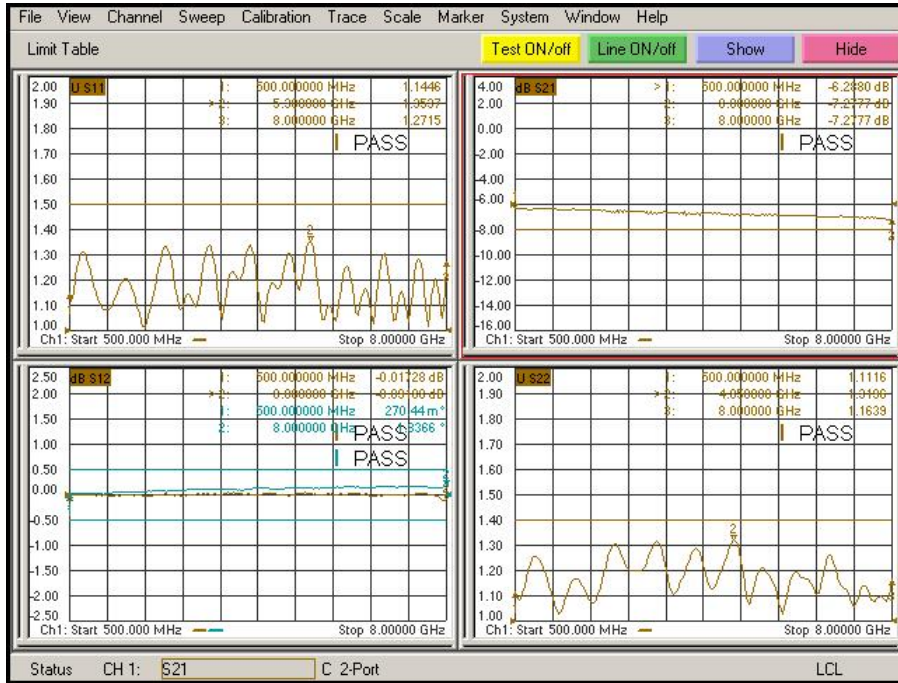 File View Channel Sweep Calibration Trace Scale Marker System Window Help
Limit Table
Test ON/off Line ON/off Show Hide
U S11
1: 500.000000 MHz 1.1446
> 2:
3: 8.000000 GHz 1.2715
PASS
2.00
1.90
1.80
1.70
1.60
1.50
1.40
1.30
1.20
1.10
1.00
2
Ch1: Start 500.000 MHz
Stop 8.00000 GHz
dB S21
> 1: 500.000000 MHz -6.2880 dB
2: -7.2777 dB
3: 8.000000 GHz -7.2777 dB
PASS
4.00
2.00
0.00
-2.00
-4.00
-6.00
-8.00
-10.00
-12.00
-14.00
-16.00
Ch1: Start 500.000 MHz
Stop 8.00000 GHz
dB S12
1: 500.000000 MHz -0.01728 dB
> 2:
1: 500.000000 MHz 270.44 m°
2: 8.000000 GHz
PASS
PASS
2.50
2.00
1.50
1.00
0.50
0.00
-0.50
-1.00
-1.50
-2.00
-2.50
Ch1: Start 500.000 MHz
Stop 8.00000 GHz
U S22
1: 500.000000 MHz 1.1116
> 2:
3: 8.000000 GHz 1.1639
PASS
2.00
1.90
1.80
1.70
1.60
1.50
1.40
1.30
1.20
1.10
1.00
2
Ch1: Start 500.000 MHz
Stop 8.00000 GHz
Status CH 1: S21 C 2-Port LCL